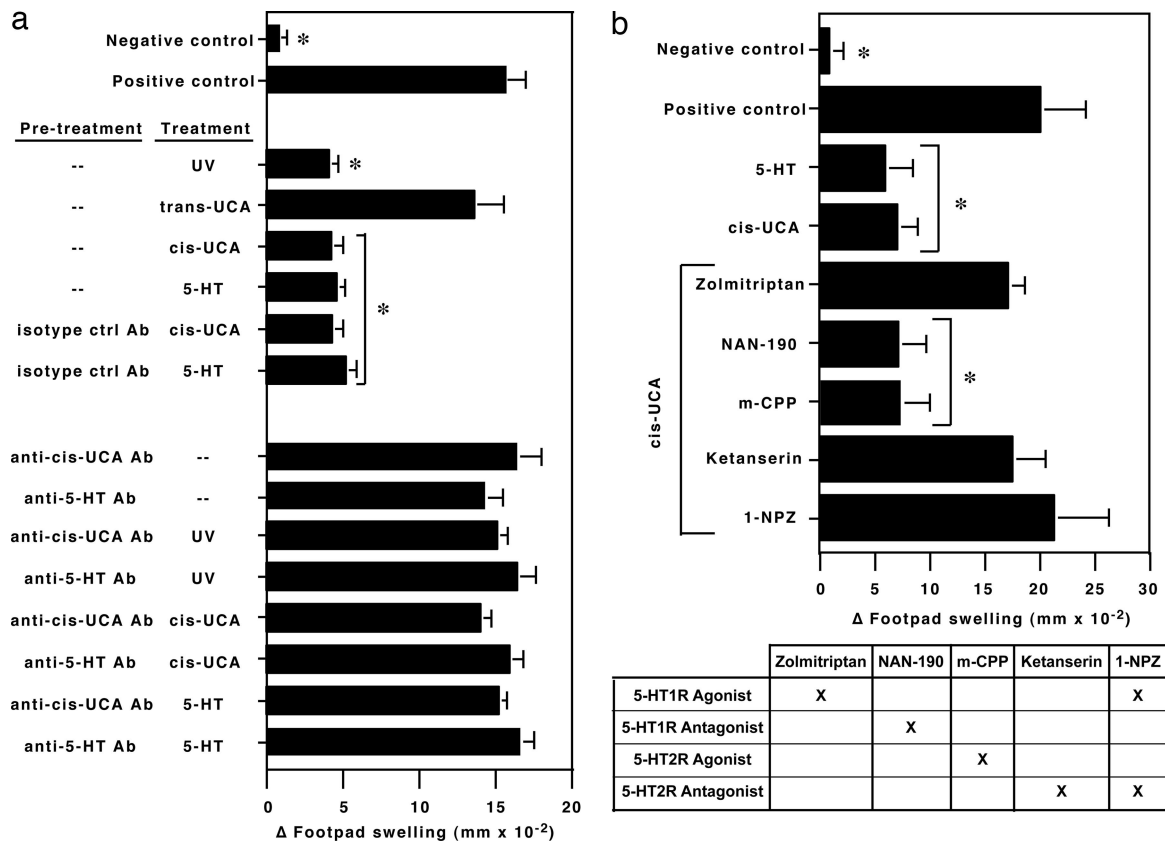 a
Negative control *
Positive control
Pre-treatment Treatment
-- UV *
-- trans-UCA
-- cis-UCA
-- 5-HT
*
isotype ctrl Ab cis-UCA
isotype ctrl Ab 5-HT
anti-cis-UCA Ab --
anti-5-HT Ab --
anti-cis-UCA Ab UV
anti-5-HT Ab UV
anti-cis-UCA Ab cis-UCA
anti-5-HT Ab cis-UCA
anti-cis-UCA Ab 5-HT
anti-5-HT Ab 5-HT
0 5 10 15 20
Δ Footpad swelling (mm x 10-2)
b
Negative control *
Positive control
5-HT
*
cis-UCA
cis-UCA
Zolmitriptan
NAN-190
*
m-CPP
Ketanserin
1-NPZ
0 5 10 15 20 25 30
Δ Footpad swelling (mm x 10-2)
Zolmitriptan NAN-190 m-CPP Ketanserin 1-NPZ
5-HT1R Agonist X X
5-HT1R Antagonist X
5-HT2R Agonist X
5-HT2R Antagonist X X